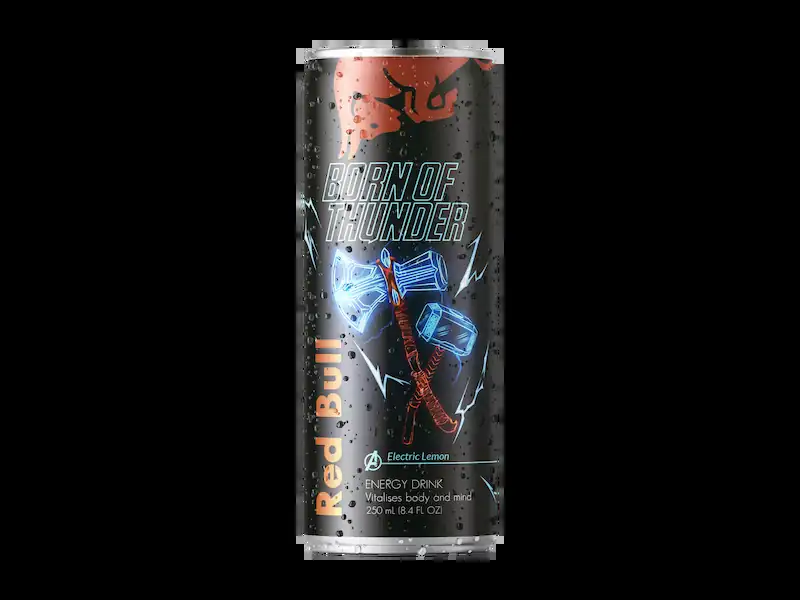 BORN OF
THUNDER
Red Bull
Electric Lemon
ENERGY DRINK
Vitalises body and mind
250 mL (8.4 FL OZ)